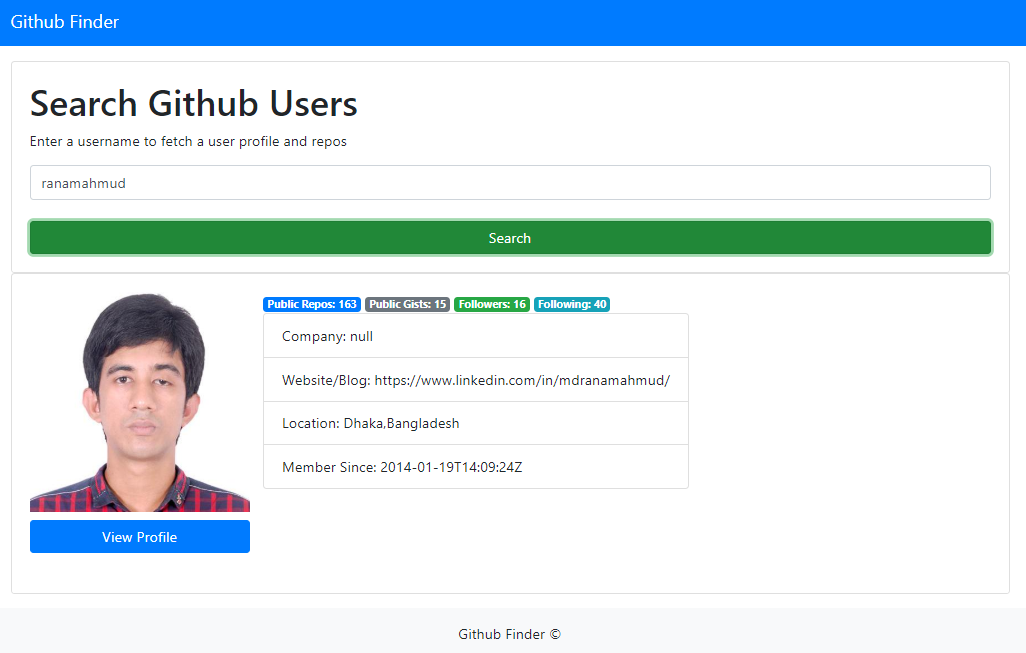 Github Finder
Search Github Users
Enter a username to fetch a user profile and repos
ranamahmud
Search
Public Repos: 163 Public Gists: 15 Followers: 16 Following: 40
Company: null
Website/Blog: https://www.linkedin.com/in/mdranamahmud/
Location: Dhaka,Bangladesh
Member Since: 2014-01-19T14:09:24Z
View Profile
Github Finder ©